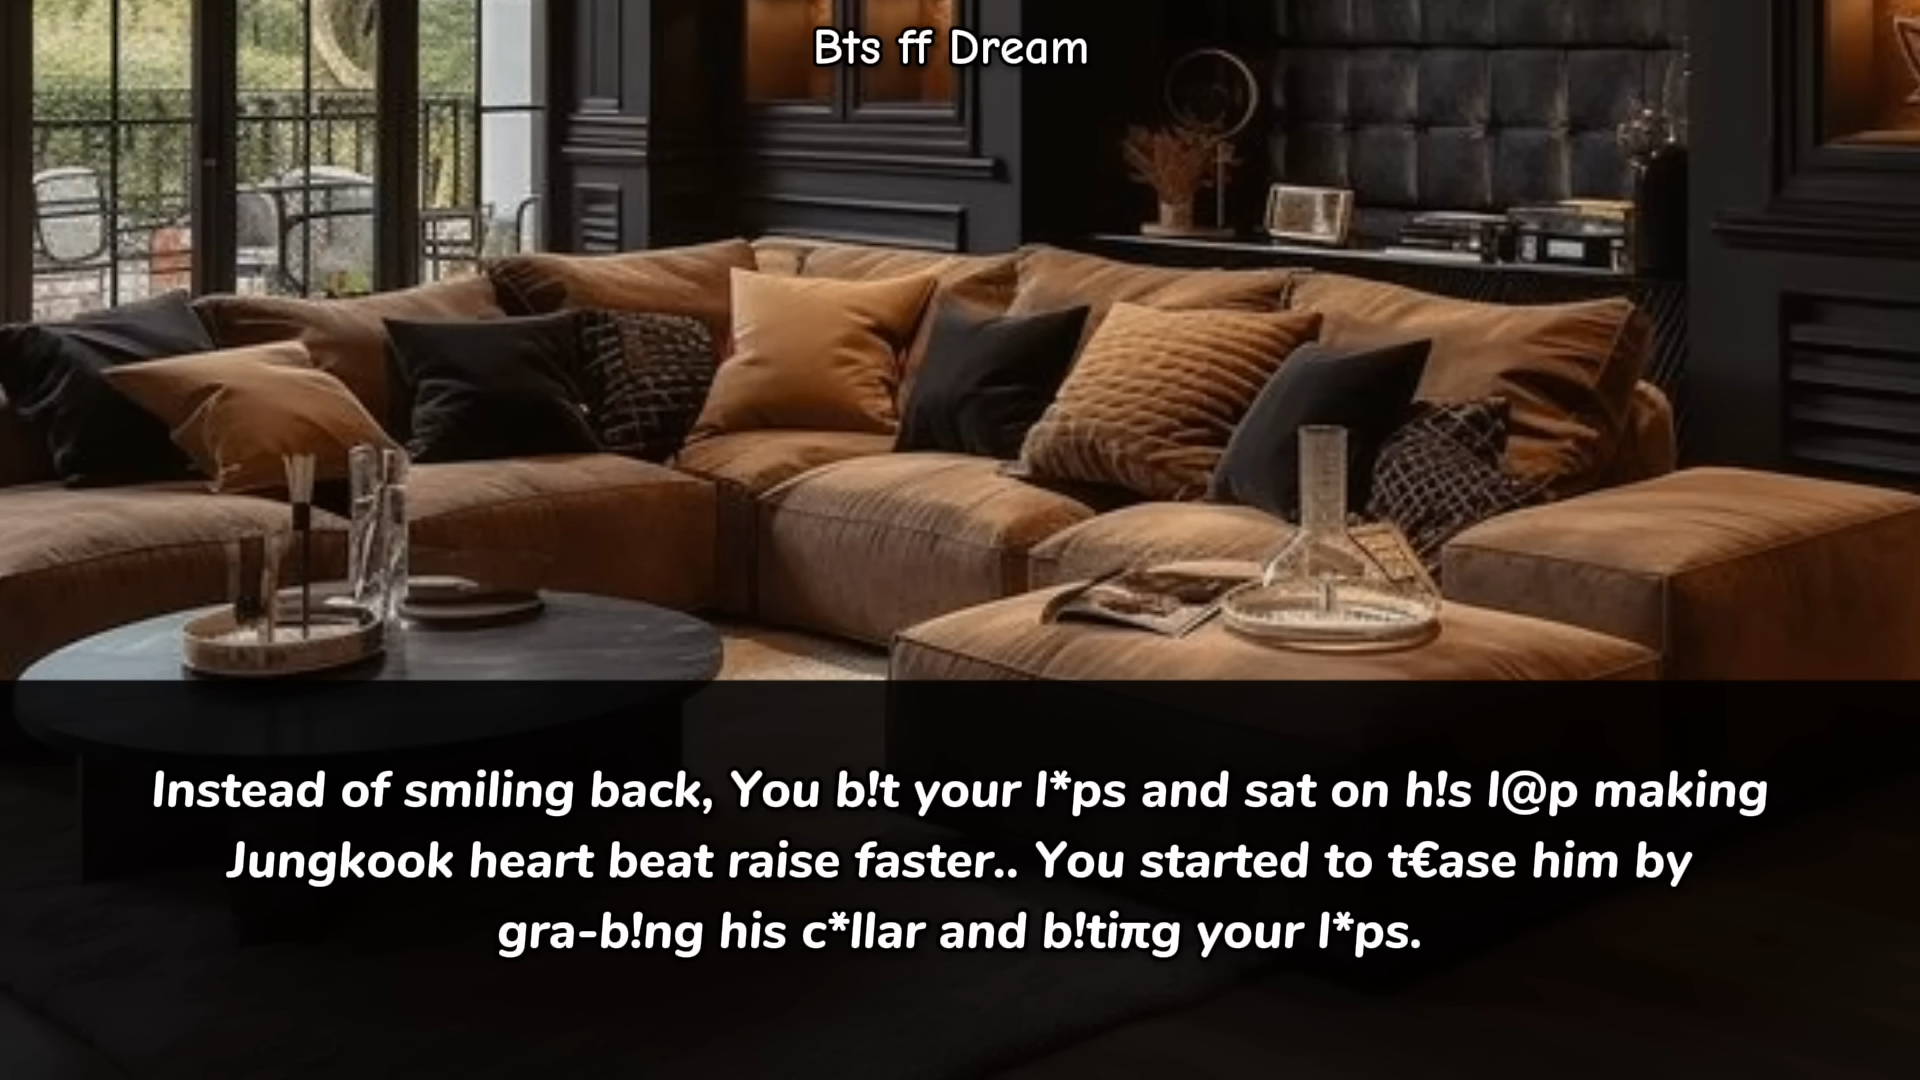 Bts ff Dream
Instead of smiling back, You b!t your l*ps and sat on h!s l@p making
Jungkook heart beat raise faster.. You started to t€ase him by
gra-b!ng his c*llar and b!tiπg your l*ps.